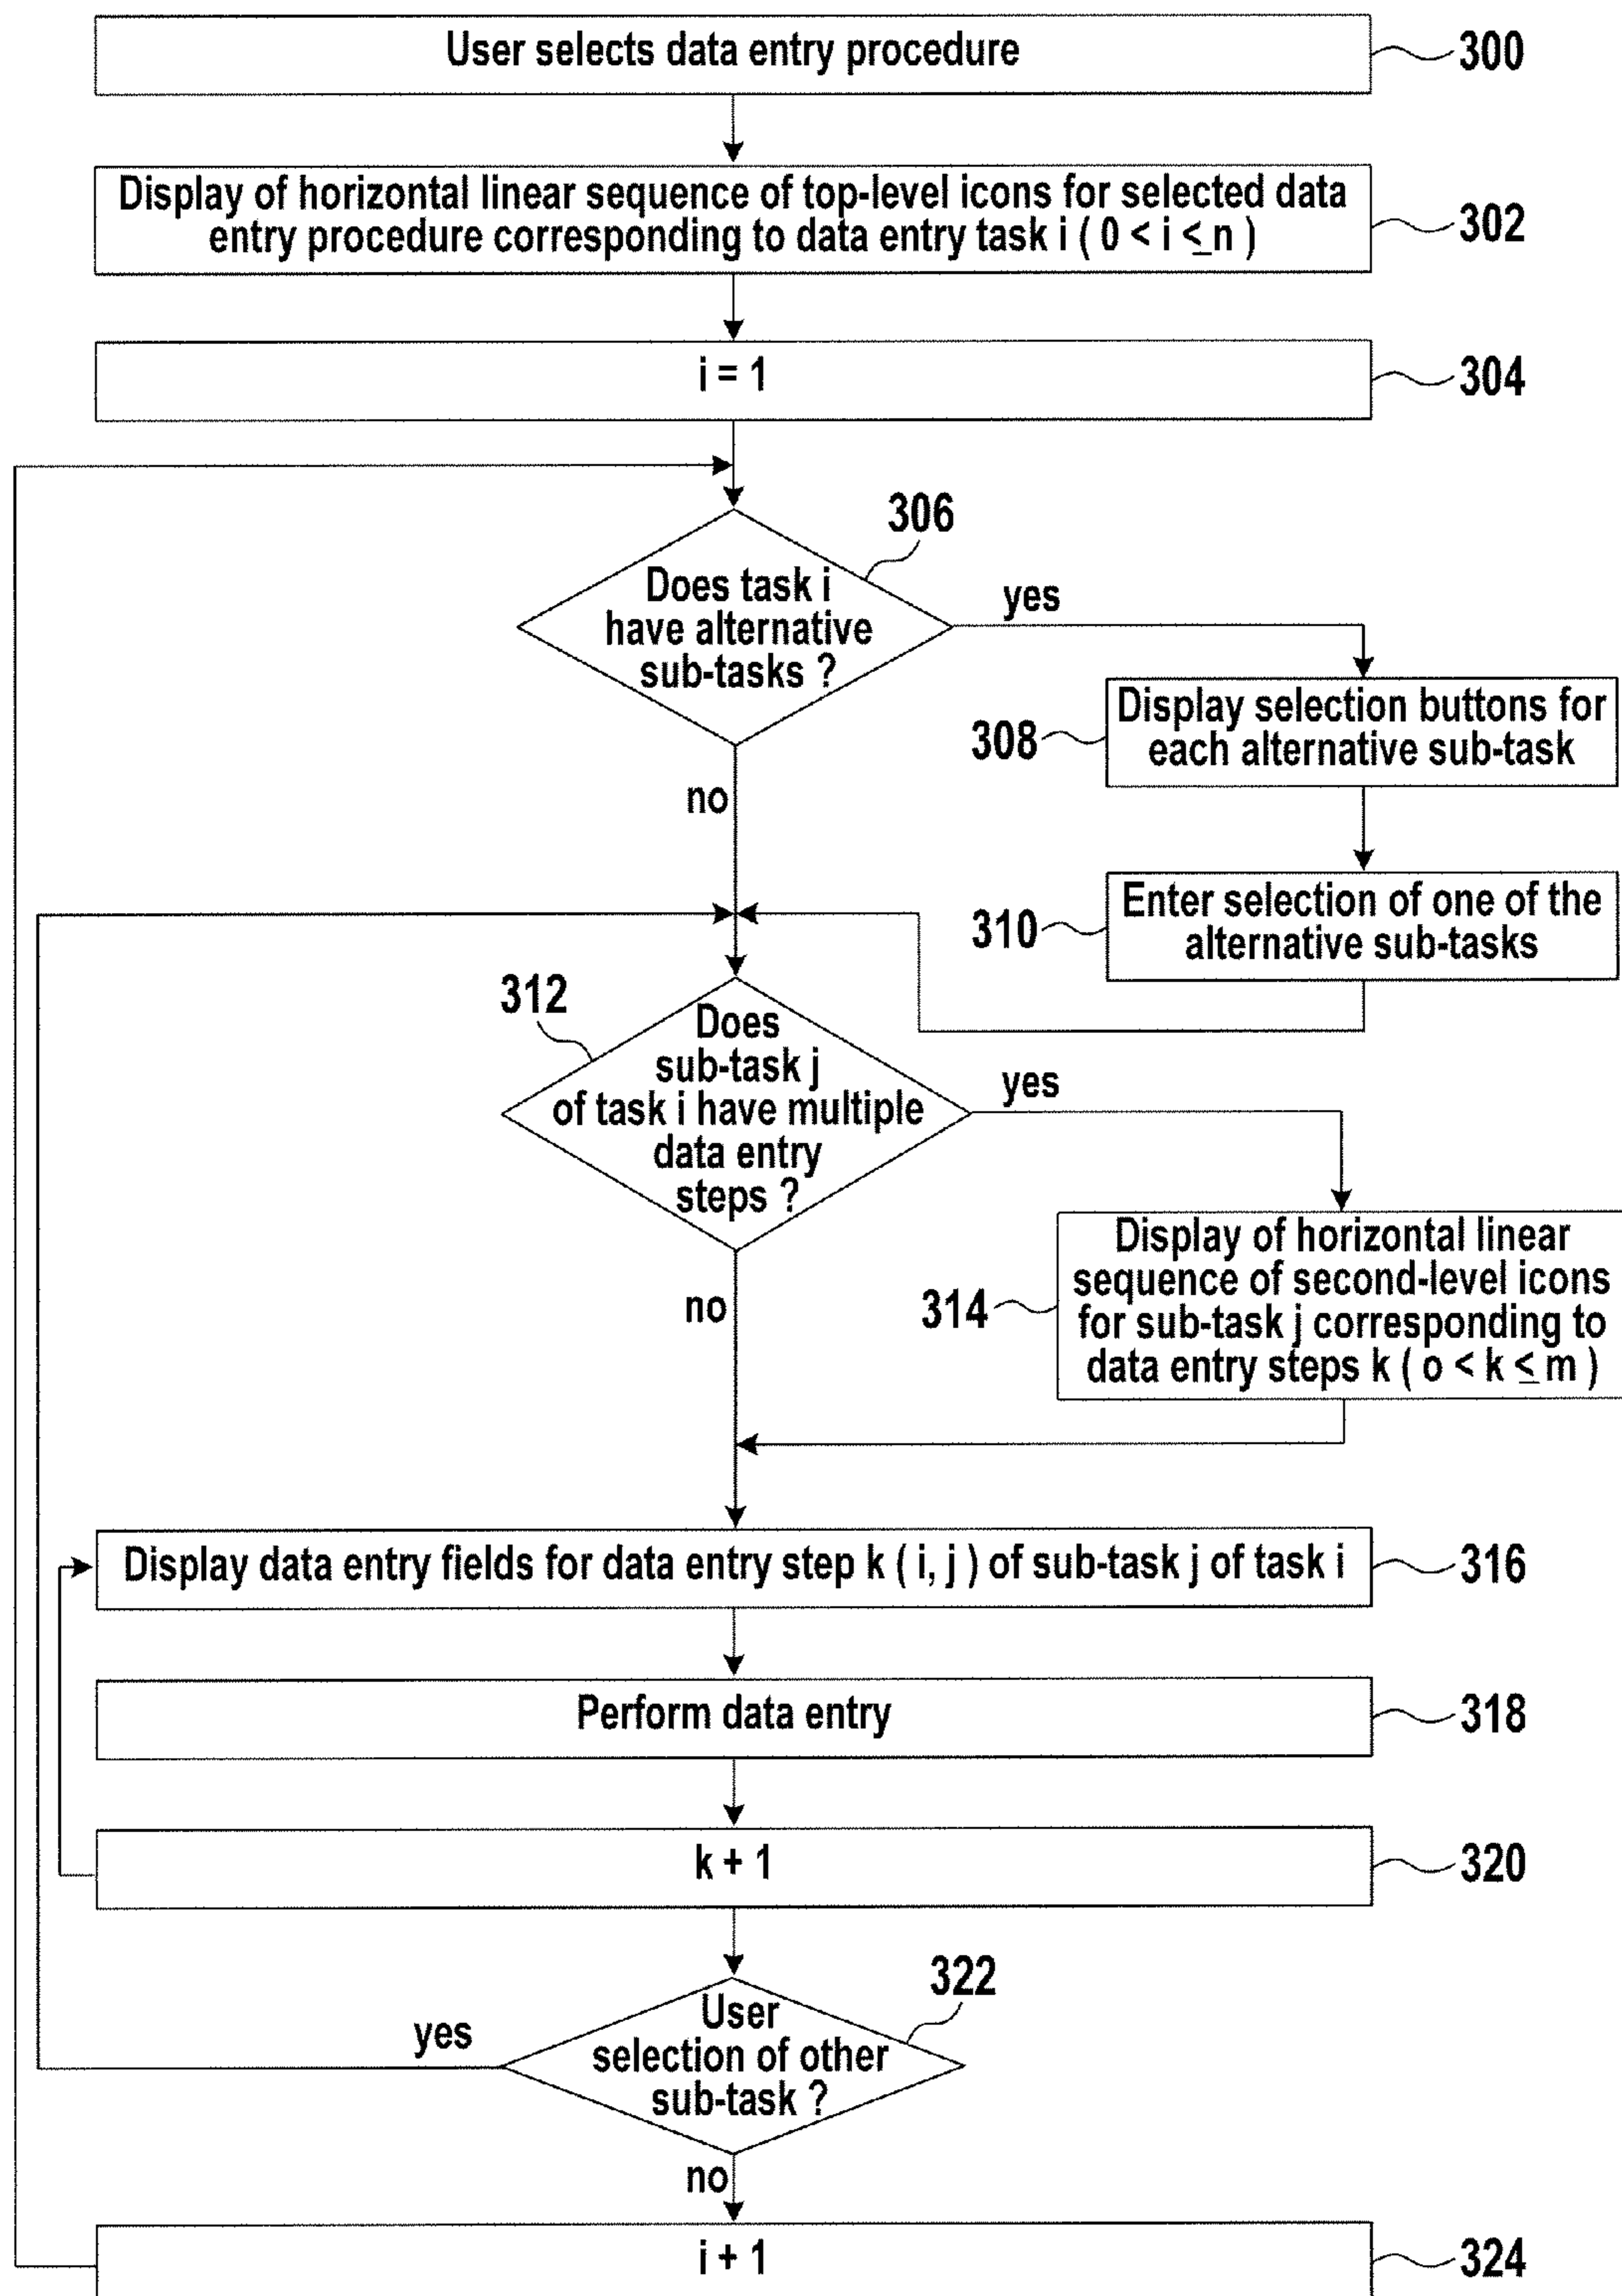 User selects data entry procedure
300
Display of horizontal linear sequence of top-level icons for selected data
entry procedure corresponding to data entry task i ( 0 < i ≤ n )
302
i = 1
304
306
Does task i
have alternative
sub-tasks ?
yes
no
308
Display selection buttons for
each alternative sub-task
310
Enter selection of one of the
alternative sub-tasks
312
Does
sub-task j
of task i have multiple
data entry
steps ?
yes
no
314
Display of horizontal linear
sequence of second-level icons
for sub-task j corresponding to
data entry steps k ( o < k ≤ m )
Display data entry fields for data entry step k ( i, j ) of sub-task j of task i
316
Perform data entry
318
k + 1
320
322
User
selection of other
sub-task ?
yes
no
i + 1
324